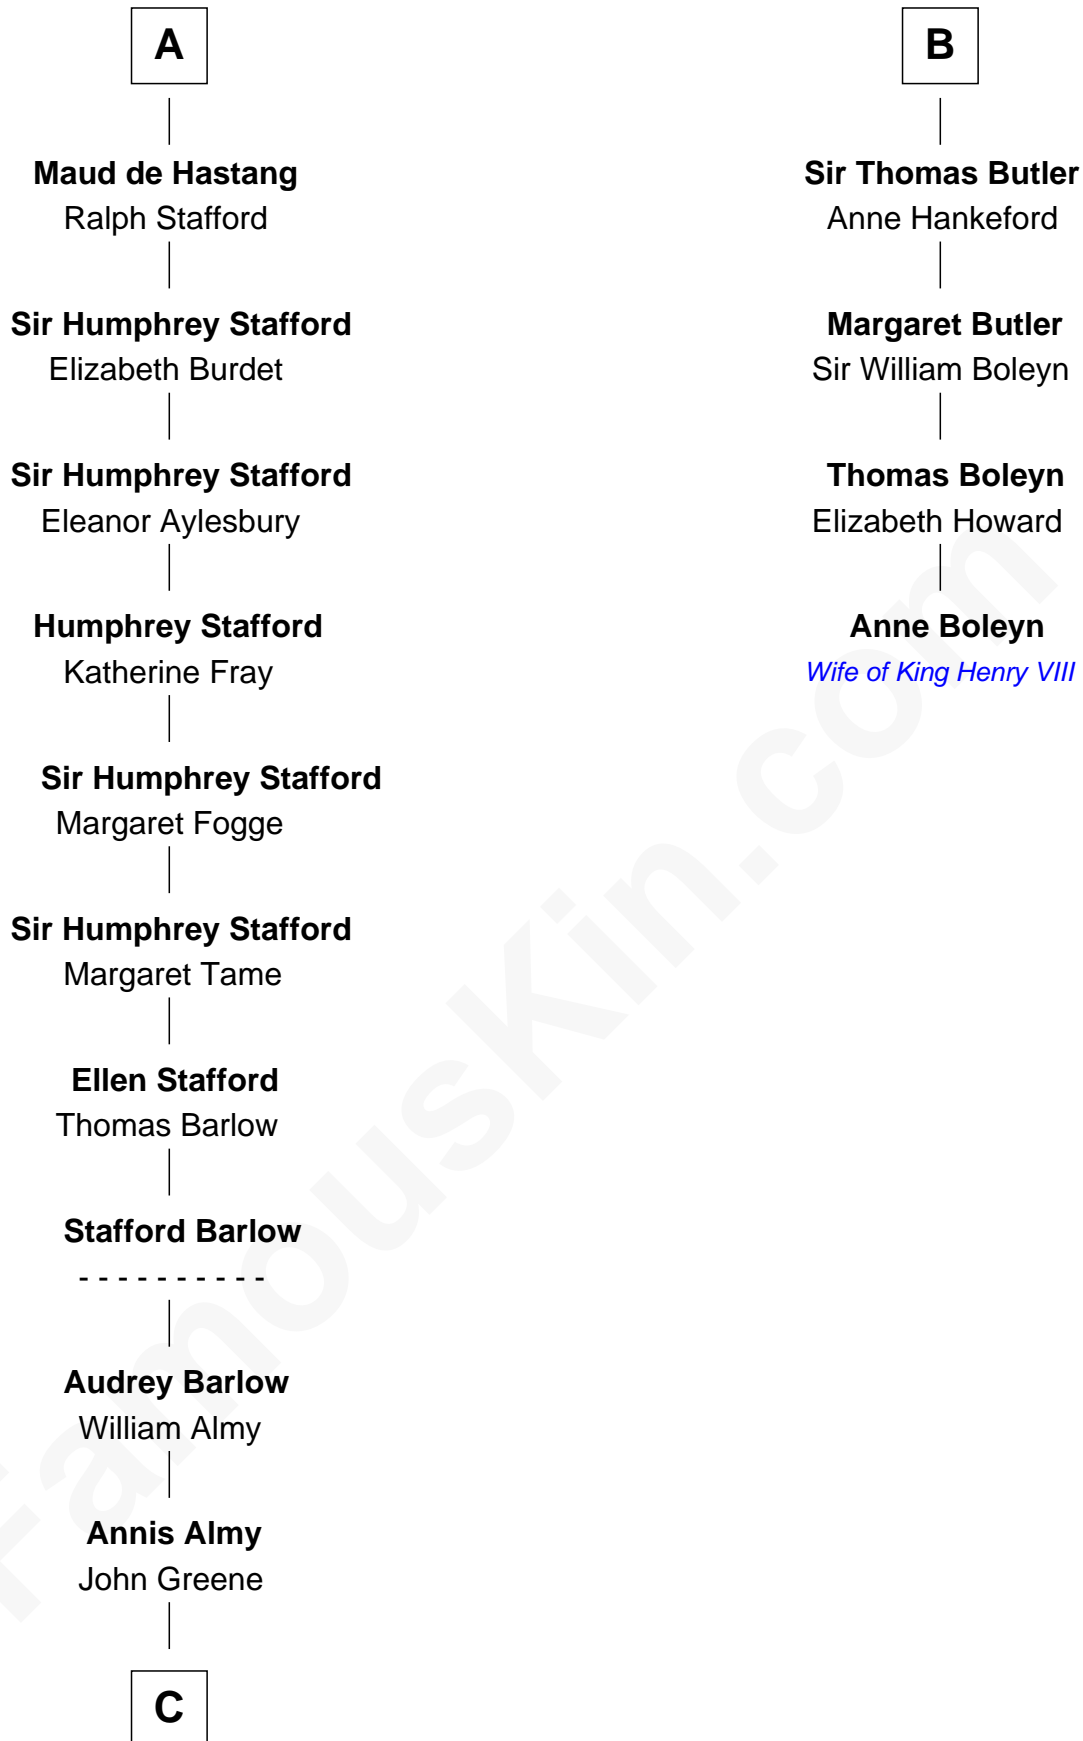 A
Maud de Hastang
Ralph Stafford
Sir Humphrey Stafford
Elizabeth Burdet
Sir Humphrey Stafford
Eleanor Aylesbury
Humphrey Stafford
Katherine Fray
Sir Humphrey Stafford
Margaret Fogge
Sir Humphrey Stafford
Margaret Tame
Ellen Stafford
Thomas Barlow
Stafford Barlow
- - - - - - - - - -
Audrey Barlow
William Almy
Annis Almy
John Greene
C
B
Sir Thomas Butler
Anne Hankeford
Margaret Butler
Sir William Boleyn
Thomas Boleyn
Elizabeth Howard
Anne Boleyn
Wife of King Henry VIII
FamousKin.com